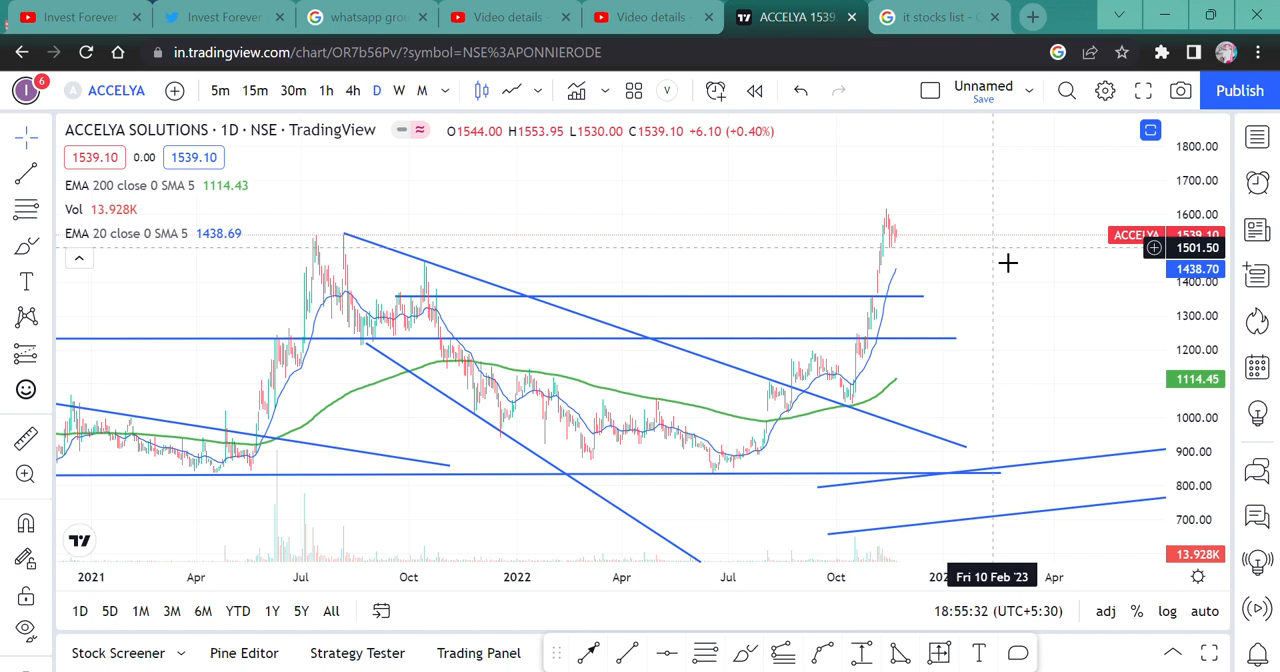 Invest Forever
Invest Forever
whatsapp grou
Video details -
Video details -
ACCELYA 1539.
it stocks list -
in.tradingview.com/chart/OR7b56Pv/?symbol=NSE%3APONNIERODE
I 6 A ACCELYA 5m 15m 30m 1h 4h D W M V Unnamed Save Publish
ACCELYA SOLUTIONS · 1D · NSE · TradingView O1544.00 H1553.95 L1530.00 C1539.10 +6.10 (+0.40%)
1539.10 0.00 1539.10
EMA 200 close 0 SMA 5 1114.43
Vol 13.928K
EMA 20 close 0 SMA 5 1438.69
1800.00
1700.00
1600.00
ACCELYA 1539.10
1501.50
1438.70
1400.00
1300.00
1200.00
1114.45
1000.00
900.00
800.00
700.00
13.928K
2021 Apr Jul Oct 2022 Apr Jul Oct Fri 10 Feb '23 Apr
1D 5D 1M 3M 6M YTD 1Y 5Y All 18:55:32 (UTC+5:30) adj % log auto
Stock Screener Pine Editor Strategy Tester Trading Panel